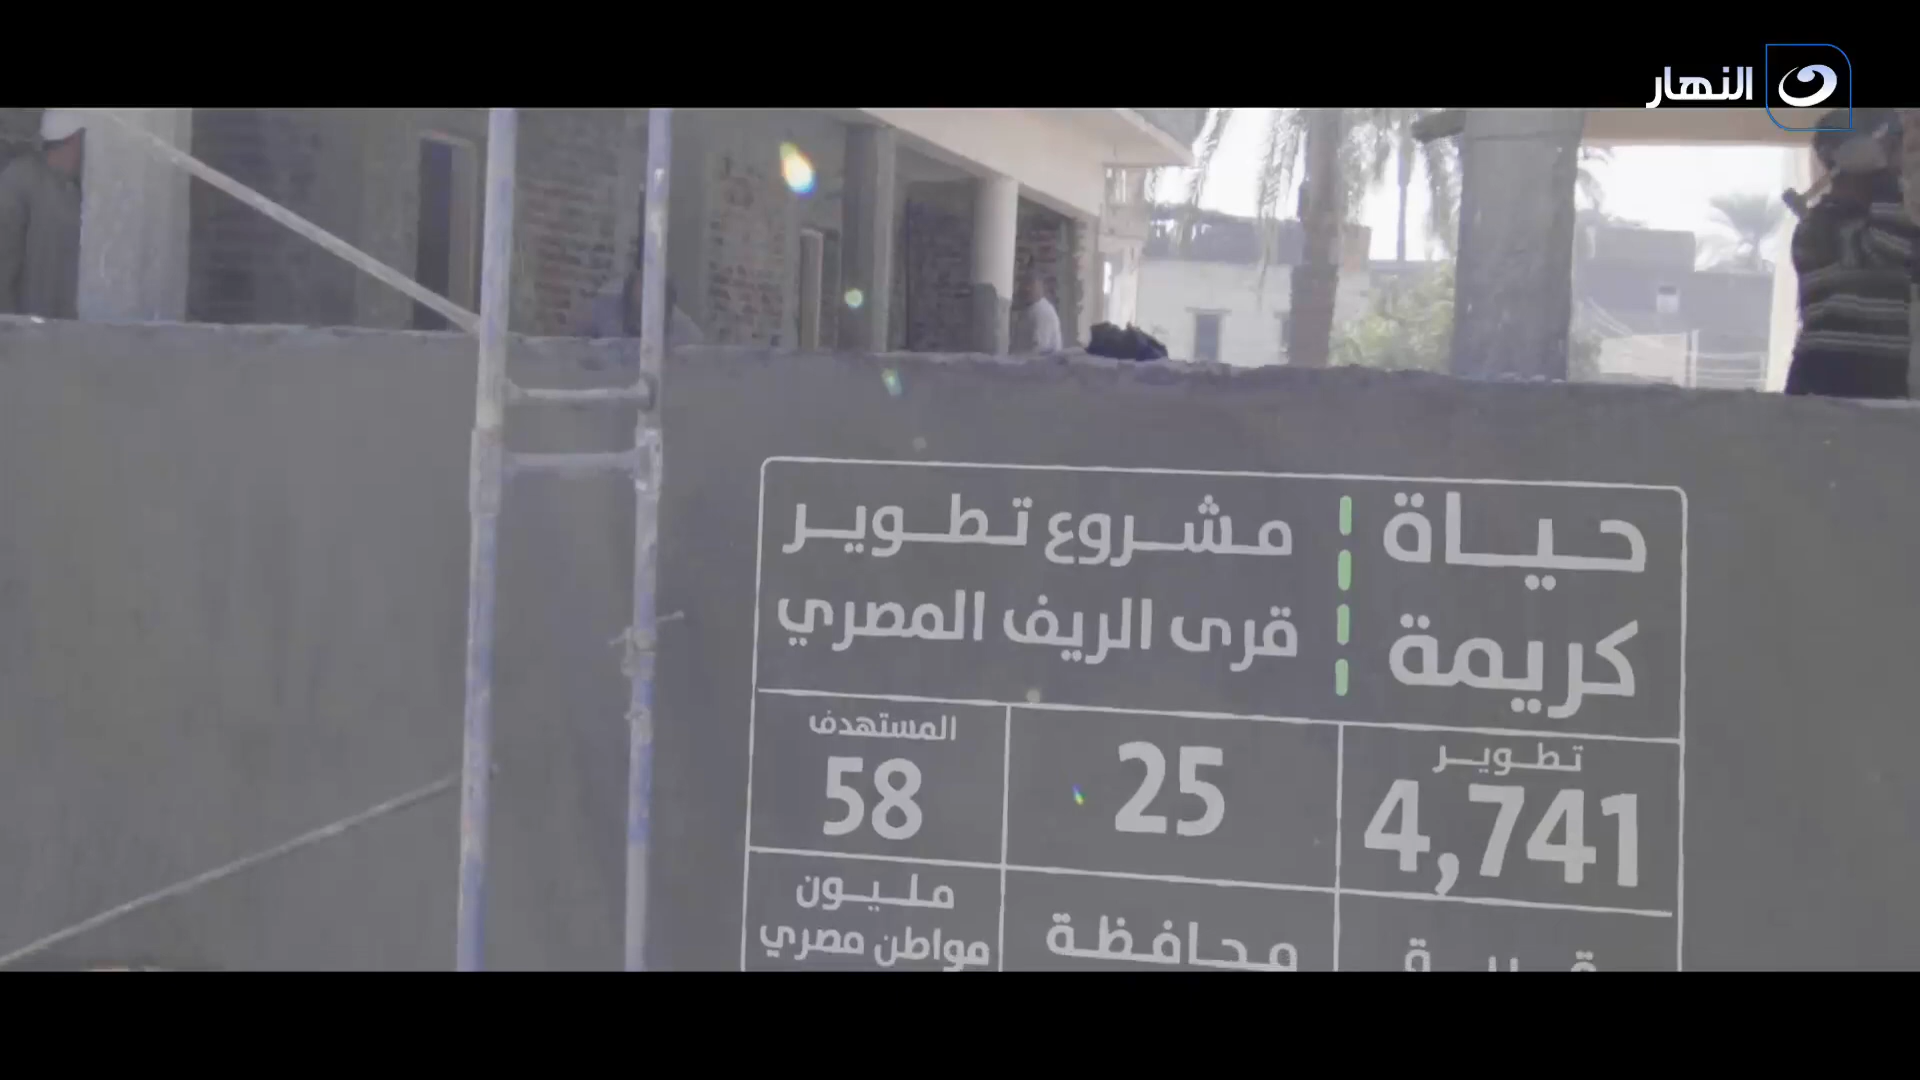 النهار
حياة
كريمة
مشروع تطوير
قرى الريف المصري
تطوير
4,741
25
محافظة
المستهدف
58
مليون
مواطن مصري